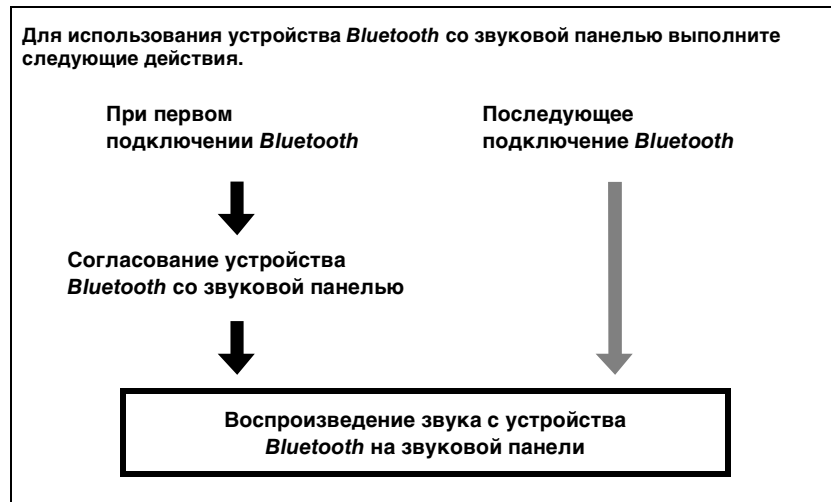 Для использования устройства Bluetooth со звуковой панелью выполните
следующие действия.
При первом
подключении Bluetooth
Последующее
подключение Bluetooth
Согласование устройства
Bluetooth со звуковой панелью
Воспроизведение звука с устройства
Bluetooth на звуковой панели